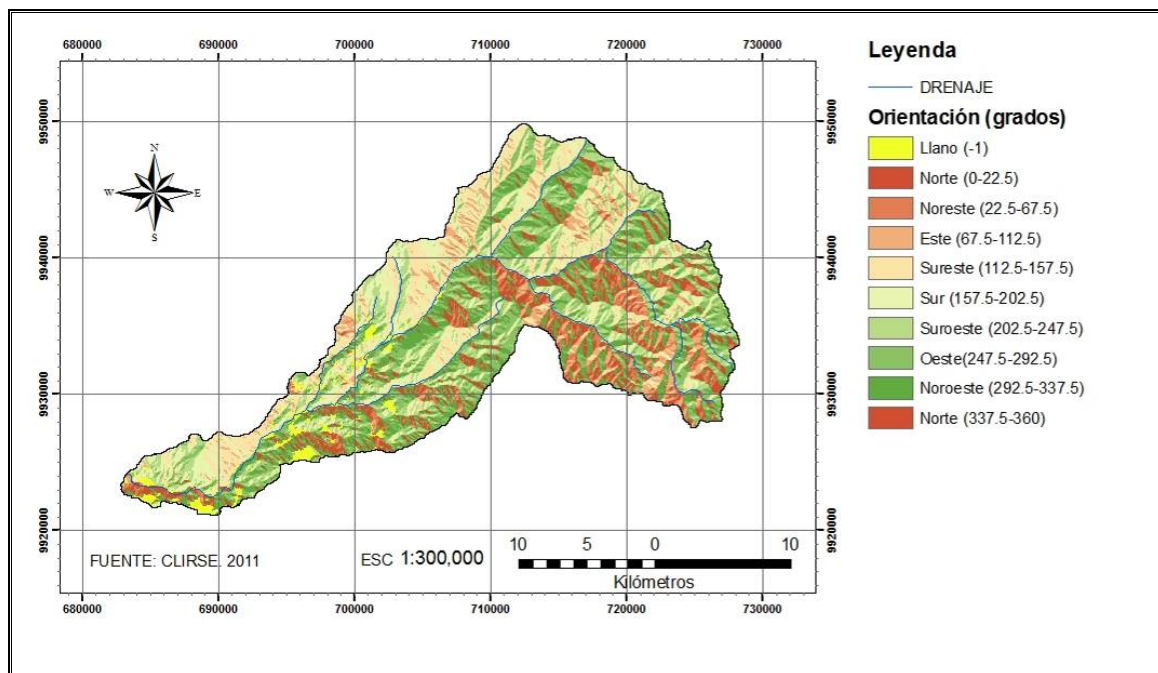 680000 690000 700000 710000 720000 730000
Leyenda
DRENAJE
Orientación (grados)
Llano (-1)
Norte (0-22.5)
Noreste (22.5-67.5)
Este (67.5-112.5)
Sureste (112.5-157.5)
Sur (157.5-202.5)
Suroeste (202.5-247.5)
Oeste(247.5-292.5)
Noroeste (292.5-337.5)
Norte (337.5-360)
9950000 9950000
N
W E
S
9940000 9940000
9930000 9930000
9920000 9920000
FUENTE: CLIRSE. 2011
ESC 1:300,000
10 5 0 10
Kilómetros
680000 690000 700000 710000 720000 730000